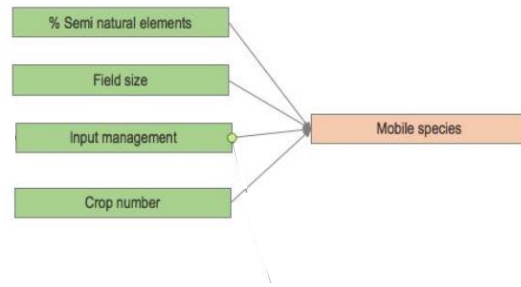 % Semi natural elements
Field size
Input management
Crop number
Mobile species